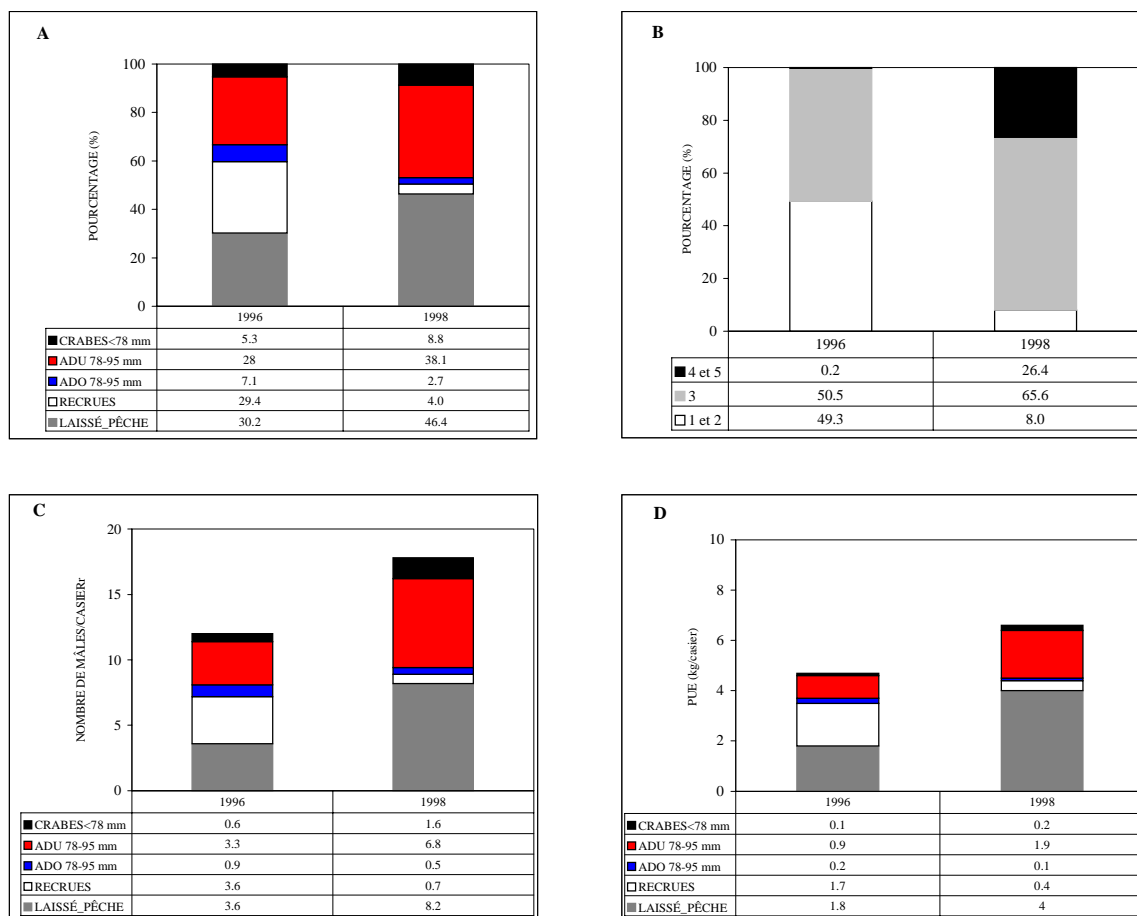 A
POURCENTAGE (%)
100
80
60
40
20
0
1996 1998
CRABES<78 mm 5.3 8.8
ADU 78-95 mm 28 38.1
ADO 78-95 mm 7.1 2.7
RECRUES 29.4 4.0
LAISSÉ_PÊCHE 30.2 46.4
B
POURCENTAGE (%)
100
80
60
40
20
0
1996 1998
4 et 5 0.2 26.4
3 50.5 65.6
1 et 2 49.3 8.0
C
NOMBRE DE MÂLES/CASIERr
20
15
10
5
0
1996 1998
CRABES<78 mm 0.6 1.6
ADU 78-95 mm 3.3 6.8
ADO 78-95 mm 0.9 0.5
RECRUES 3.6 0.7
LAISSÉ_PÊCHE 3.6 8.2
D
PUE (kg/casier)
10
8
6
4
2
0
1996 1998
CRABES<78 mm 0.1 0.2
ADU 78-95 mm 0.9 1.9
ADO 78-95 mm 0.2 0.1
RECRUES 1.7 0.4
LAISSÉ_PÊCHE 1.8 4